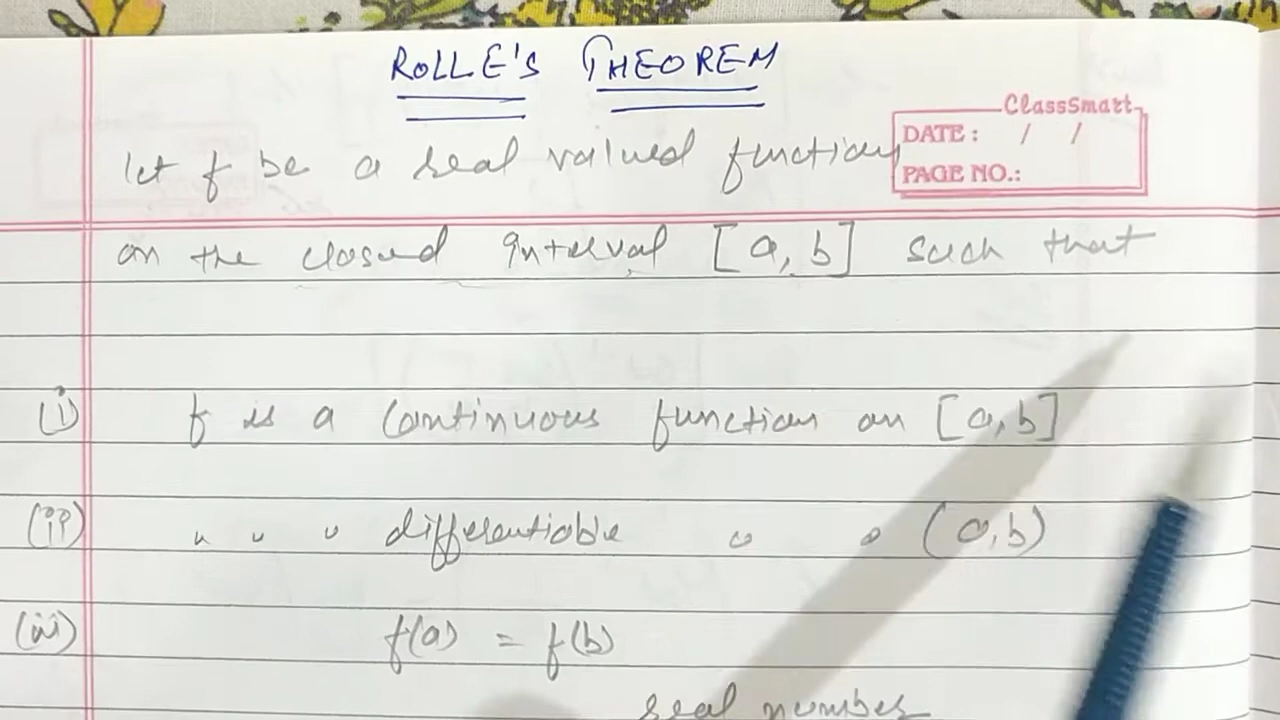 ROLLE'S THEOREM
ClassSmart
DATE: / /
PAGE NO.:
let f be a real valued function
on the closed interval [a, b] such that
(i) f is a continuous function on [a, b]
(ii) " " " differentiable " " (a, b)
(iii) f(a) = f(b)
real number